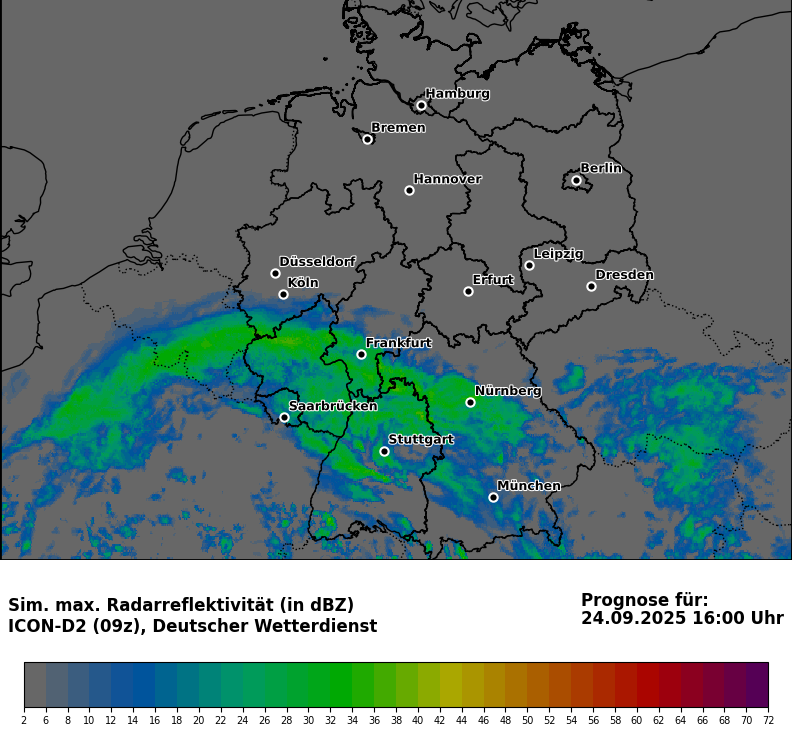 Hamburg
Bremen
Berlin
Hannover
Leipzig
Düsseldorf
Dresden
Köln
Erfurt
Frankfurt
Nürnberg
Saarbrücken
Stuttgart
München
Sim. max. Radarreflektivität (in dBZ)
ICON-D2 (09z), Deutscher Wetterdienst
Prognose für:
24.09.2025 16:00 Uhr
2 6 8 10 12 14 16 18 20 22 24 26 28 30 32 34 36 38 40 42 44 46 48 50 52 54 56 58 60 62 64 66 68 70 72